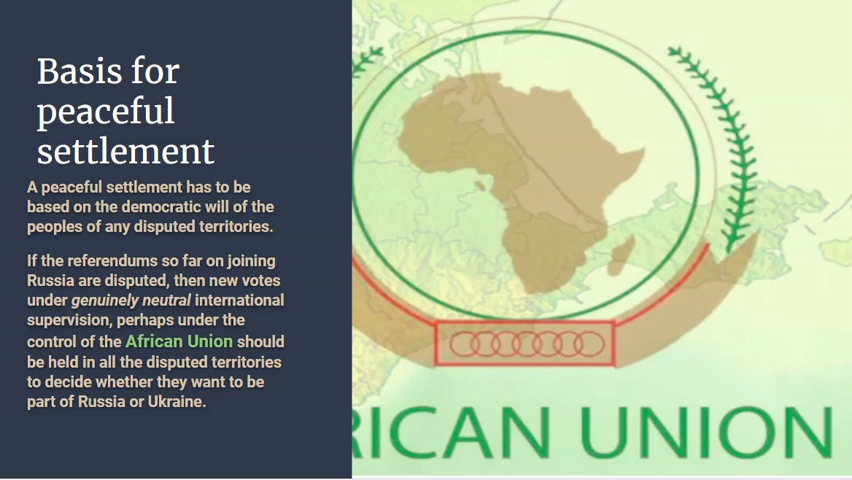 Basis for
peaceful
settlement
A peaceful settlement has to be
based on the democratic will of the
peoples of any disputed territories.
If the referendums so far on joining
Russia are disputed, then new votes
under genuinely neutral international
supervision, perhaps under the
control of the African Union should
be held in all the disputed territories
to decide whether they want to be
part of Russia or Ukraine.
RICAN UNION